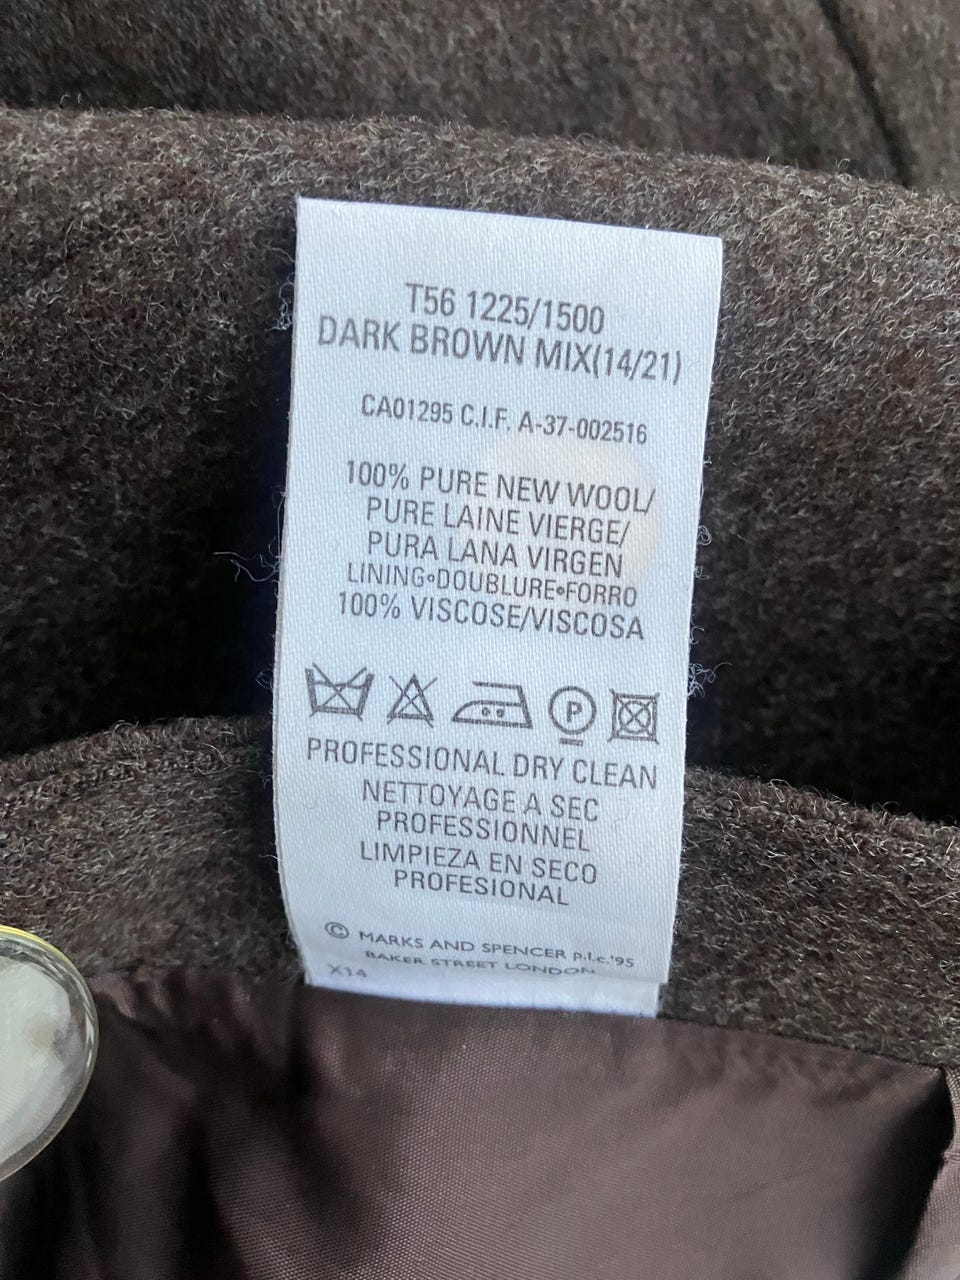 T56 1225/1500
DARK BROWN MIX(14/21)
CA01295 C.I.F. A-37-002516
100% PURE NEW WOOL/
PURE LAINE VIERGE/
PURA LANA VIRGEN
LINING•DOUBLURE•FORRO
100% VISCOSE/VISCOSA
P
PROFESSIONAL DRY CLEAN
NETTOYAGE A SEC
PROFESSIONNEL
LIMPIEZA EN SECO
PROFESIONAL
© MARKS AND SPENCER p.l.c.'95
BAKER STREET LONDON
X14